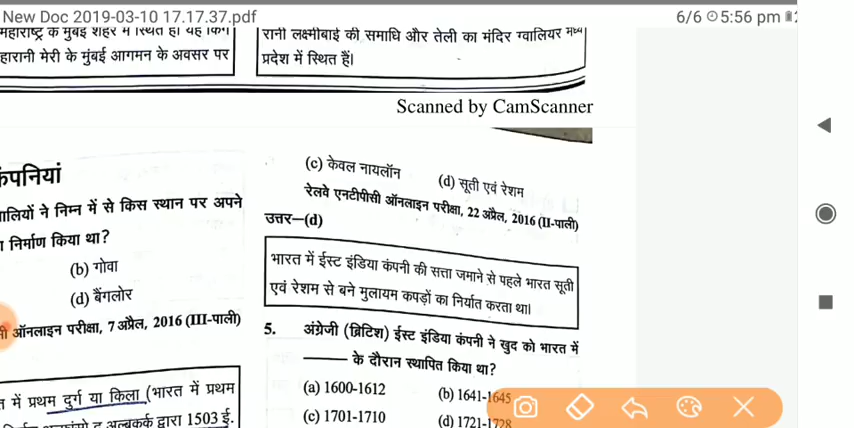 New Doc 2019-03-10 17.17.37.pdf
6/6 5:56 pm
हारानी मेरी के मुंबई आगमन के अवसर पर
रानी लक्ष्मीबाई की समाधि और तेली का मंदिर ग्वालियर मध्य
प्रदेश में स्थित हैं।
Scanned by CamScanner
कंपनियां
गालियों ने निम्न में से किस स्थान पर अपने
निर्माण किया था?
(b) गोवा
(d) बैंगलोर
ऑनलाइन परीक्षा, 7 अप्रैल, 2016 (III-पाली)
में प्रथम दुर्ग या किला (भारत में प्रथम
द्वारा 1503 ई.
(c) केवल नायलॉन
(d) सूती एवं रेशम
रेलवे एनटीपीसी ऑनलाइन परीक्षा, 22 अप्रैल, 2016 (II-पाली)
उत्तर—(d)
भारत में ईस्ट इंडिया कंपनी की सत्ता जमाने से पहले भारत सूती
एवं रेशम से बने मुलायम कपड़ों का निर्यात करता था।
5. अंग्रेजी (ब्रिटिश) ईस्ट इंडिया कंपनी ने खुद को भारत में
——— के दौरान स्थापित किया था?
(a) 1600-1612
(b) 1641-1645
(c) 1701-1710
(d) 1721-1728